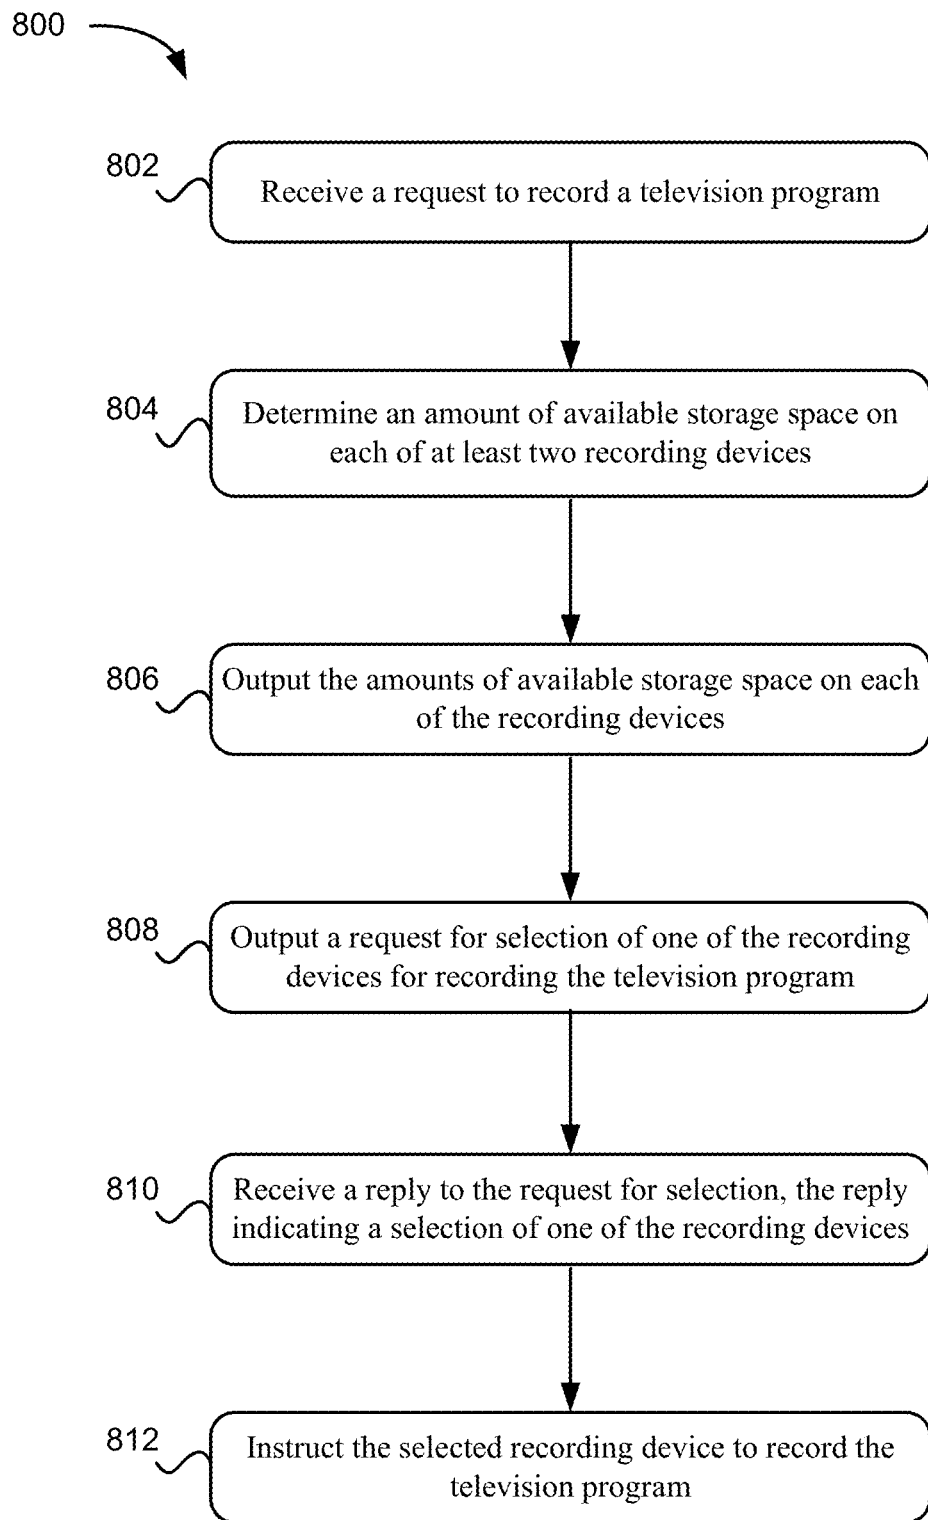 800
802
Receive a request to record a television program
804
Determine an amount of available storage space on
each of at least two recording devices
806
Output the amounts of available storage space on each
of the recording devices
808
Output a request for selection of one of the recording
devices for recording the television program
810
Receive a reply to the request for selection, the reply
indicating a selection of one of the recording devices
812
Instruct the selected recording device to record the
television program